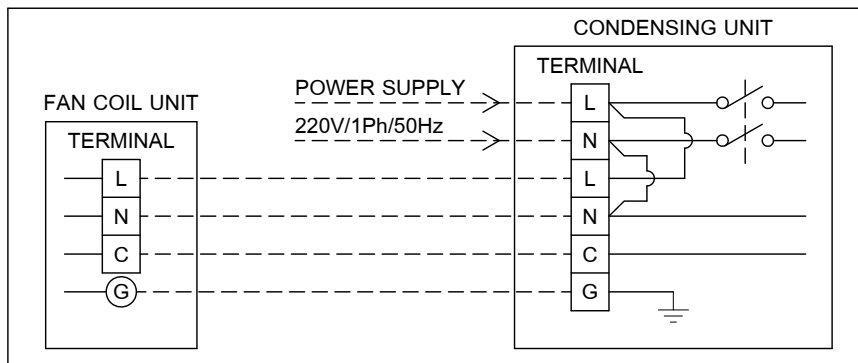 CONDENSING UNIT
TERMINAL
POWER SUPPLY
220V/1Ph/50Hz
L
N
L
N
C
G
FAN COIL UNIT
TERMINAL
L
N
C
G